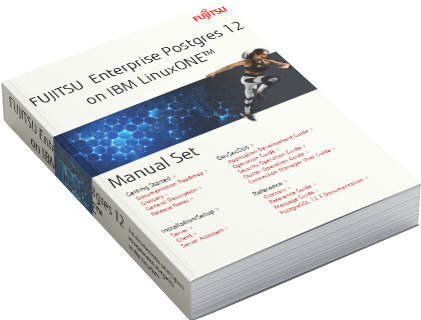 FUJITSU
FUJITSU Enterprise Postgres 12
on IBM LinuxONE™
Manual Set
Getting Started >
Documentation Roadmap >
Glossary >
General Description >
Release Notes >
Installation/Setup >
Server >
Client >
Server Assistant >
DevSecOps >
Application Development Guide >
Operation Guide >
Security Operation Guide >
Cluster Operation Guide >
Connection Manager User Guide >
Reference >
Glossary >
Reference Guide >
Message Guide >
PostgreSQL 12.1 Documentation >
FUJITSU Enterprise Postgres 12
on IBM LinuxONE™